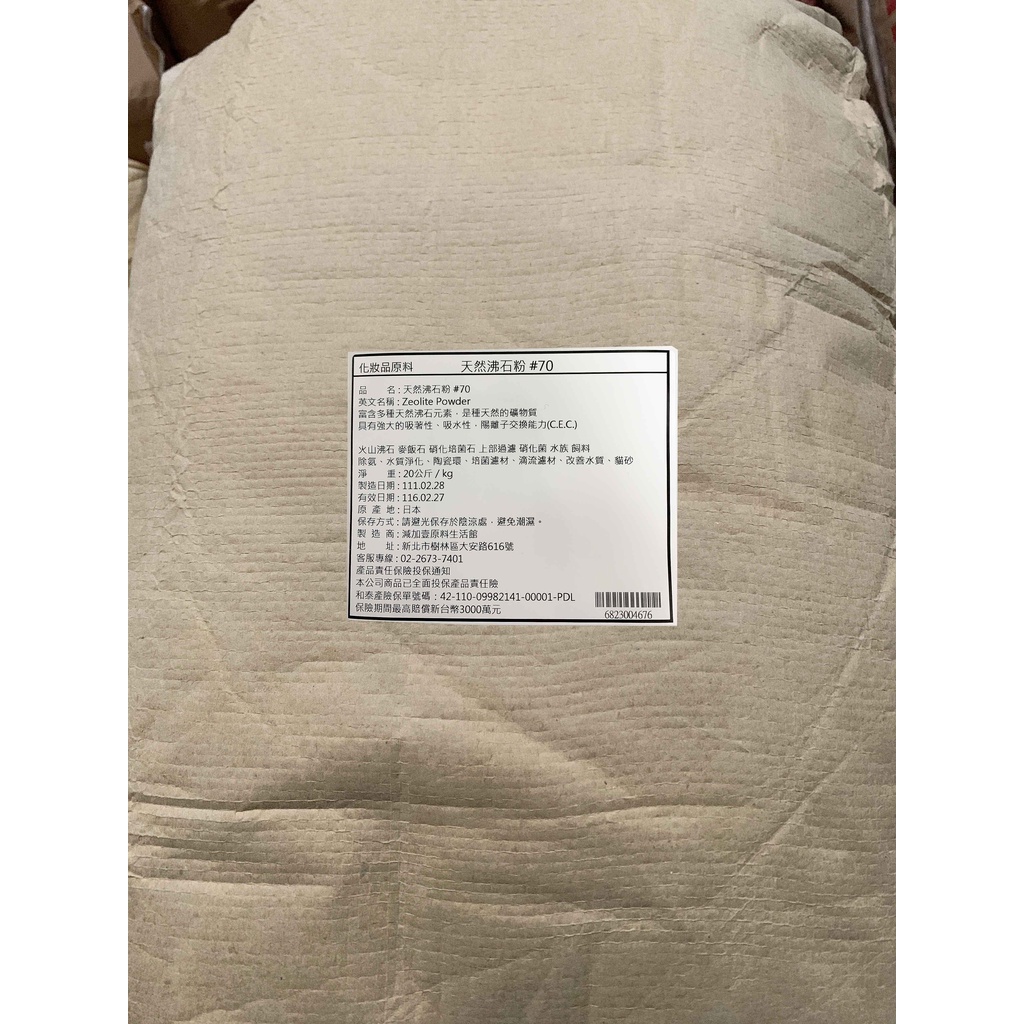 化妝品原料 天然沸石粉 #70
品 名 : 天然沸石粉 #70
英文名稱 : Zeolite Powder
富含多種天然沸石元素，是種天然的礦物質
具有強大的吸著性、吸水性，陽離子交換能力(C.E.C.)
火山沸石 麥飯石 硝化培菌石 上部過濾 硝化菌 水族 飼料
除氨、水質淨化、陶瓷環、培菌濾材、滴流濾材、改善水質、貓砂
淨 重 : 20公斤 / kg
製造日期 : 111.02.28
有效日期 : 116.02.27
原 產 地 : 日本
保存方式 : 請避光保存於陰涼處，避免潮濕。
製 造 商 : 減加壹原料生活館
地 址 : 新北市樹林區大安路616號
客服專線 : 02-2673-7401
產品責任保險投保通知
本公司商品已全面投保產品責任險
和泰產險保單號碼 : 42-110-09982141-00001-PDL
保險期間最高賠償新台幣3000萬元
6823004676